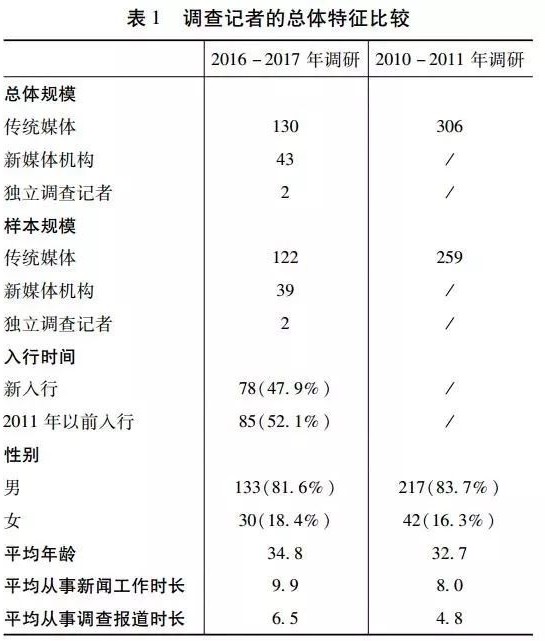 表 1 调查记者的总体特征比较
2016－2017 年调研 2010－2011 年调研
总体规模
传统媒体 130 306
新媒体机构 43 /
独立调查记者 2 /
样本规模
传统媒体 122 259
新媒体机构 39 /
独立调查记者 2 /
入行时间
新入行 78(47.9%) /
2011 年以前入行 85(52.1%) /
性别
男 133(81.6%) 217(83.7%)
女 30(18.4%) 42(16.3%)
平均年龄 34.8 32.7
平均从事新闻工作时长 9.9 8.0
平均从事调查报道时长 6.5 4.8